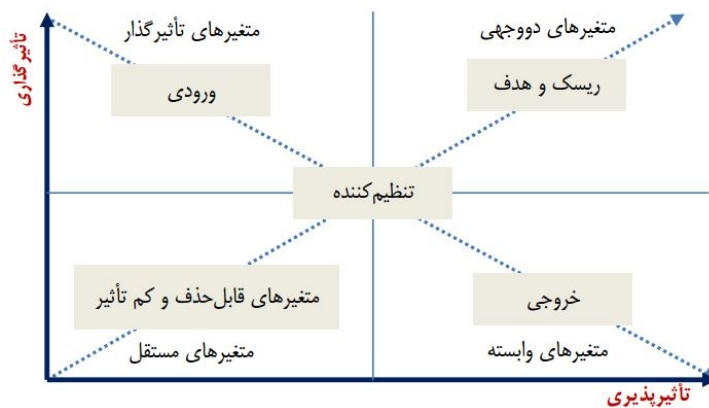 متغیرهای دووجهی
متغیرهای تأثیرگذار
تأثیرگذاری
ریسک و هدف
ورودی
تنظیم‌کننده
خروجی
متغیرهای قابل‌حذف و کم تأثیر
متغیرهای وابسته
متغیرهای مستقل
تأثیرپذیری